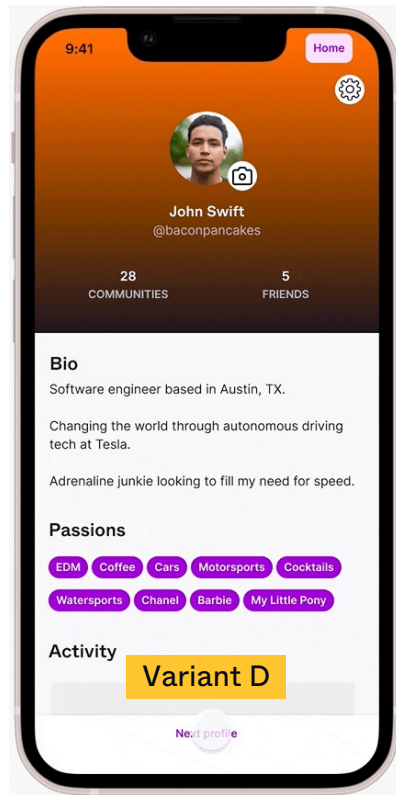 9:41
Home
John Swift
@baconpancakes
28
5
COMMUNITIES
FRIENDS
Bio
Software engineer based in Austin, TX.
Changing the world through autonomous driving
tech at Tesla.
Adrenaline junkie looking to fill my need for speed.
Passions
EDM Coffee Cars Motorsports Cocktails
Watersports Chanel Barbie My Little Pony
Activity
Variant D
Next profile